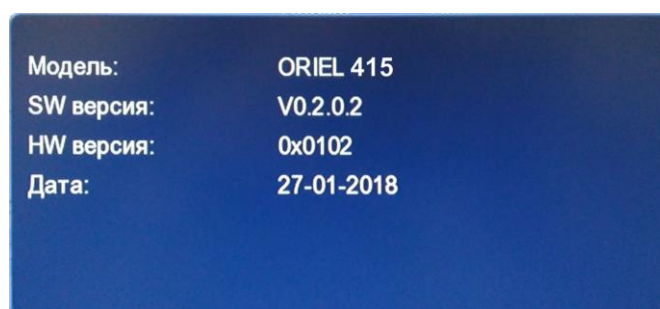 Модель: ORIEL 415
SW версия: V0.2.0.2
HW версия: 0x0102
Дата: 27-01-2018